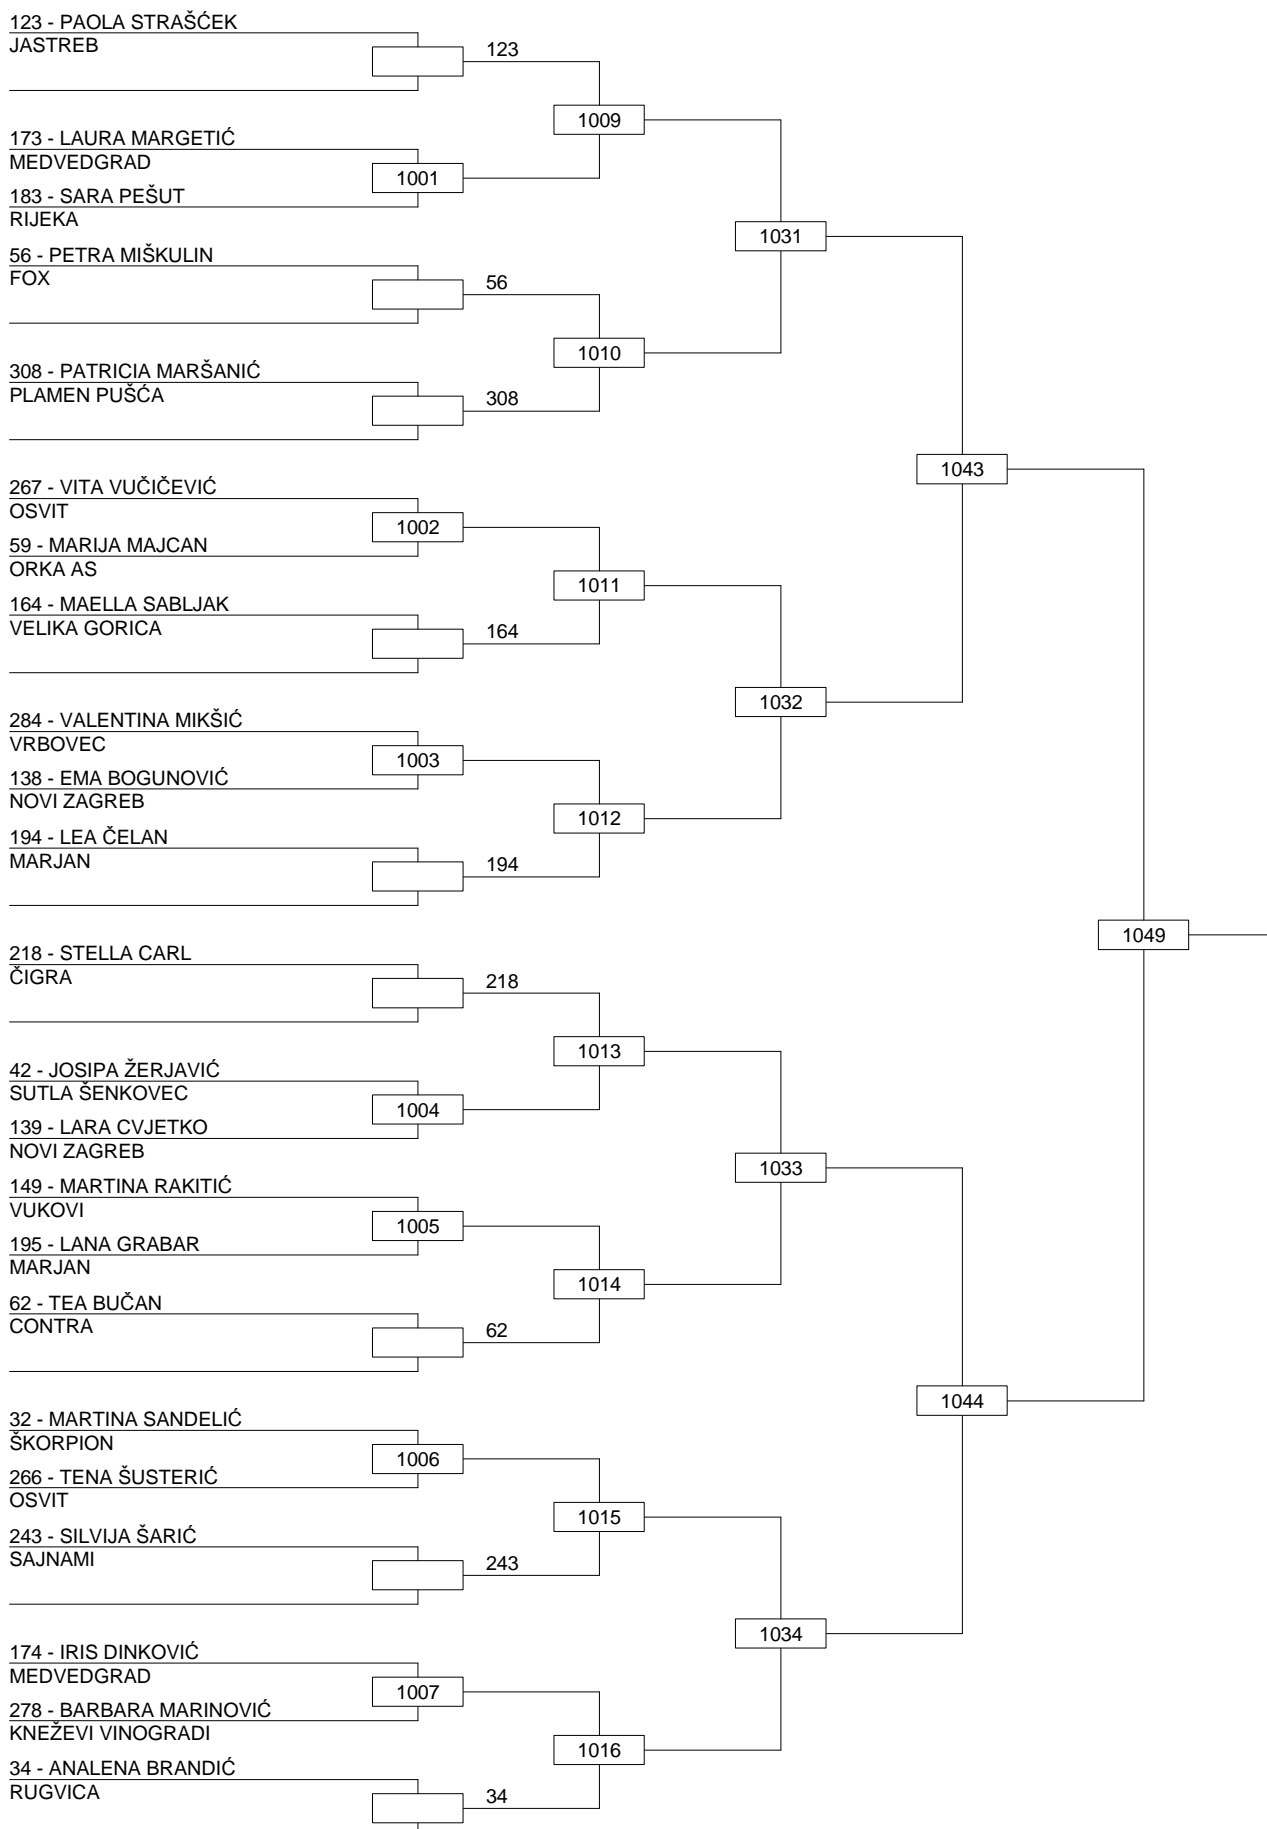 123 - PAOLA STRAŠĆEK
JASTREB
123
1009
173 - LAURA MARGETIĆ
MEDVEDGRAD
1001
183 - SARA PEŠUT
RIJEKA
1031
56 - PETRA MIŠKULIN
FOX
56
1010
308 - PATRICIA MARŠANIĆ
PLAMEN PUŠĆA
308
1043
267 - VITA VUČIČEVIĆ
OSVIT
1002
59 - MARIJA MAJCAN
ORKA AS
1011
164 - MAELLA SABLJAK
VELIKA GORICA
164
1032
284 - VALENTINA MIKŠIĆ
VRBOVEC
1003
138 - EMA BOGUNOVIĆ
NOVI ZAGREB
1012
194 - LEA ČELAN
MARJAN
194
1049
218 - STELLA CARL
ČIGRA
218
1013
42 - JOSIPA ŽERJAVIĆ
SUTLA ŠENKOVEC
1004
139 - LARA CVJETKO
NOVI ZAGREB
1033
149 - MARTINA RAKITIĆ
VUKOVI
1005
195 - LANA GRABAR
MARJAN
1014
62 - TEA BUČAN
CONTRA
62
1044
32 - MARTINA SANDELIĆ
ŠKORPION
1006
266 - TENA ŠUSTERIĆ
OSVIT
1015
243 - SILVIJA ŠARIĆ
SAJNAMI
243
1034
174 - IRIS DINKOVIĆ
MEDVEDGRAD
1007
278 - BARBARA MARINOVIĆ
KNEŽEVI VINOGRADI
1016
34 - ANALENA BRANDIĆ
RUGVICA
34